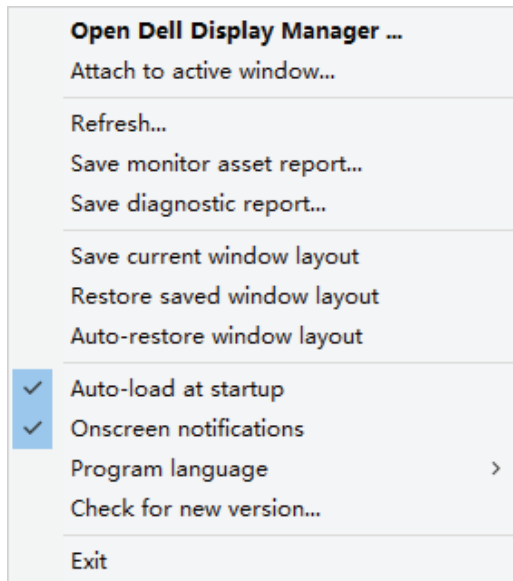 Open Dell Display Manager ...
Attach to active window...
Refresh...
Save monitor asset report...
Save diagnostic report...
Save current window layout
Restore saved window layout
Auto-restore window layout
Auto-load at startup
Onscreen notifications
Program language
Check for new version...
Exit